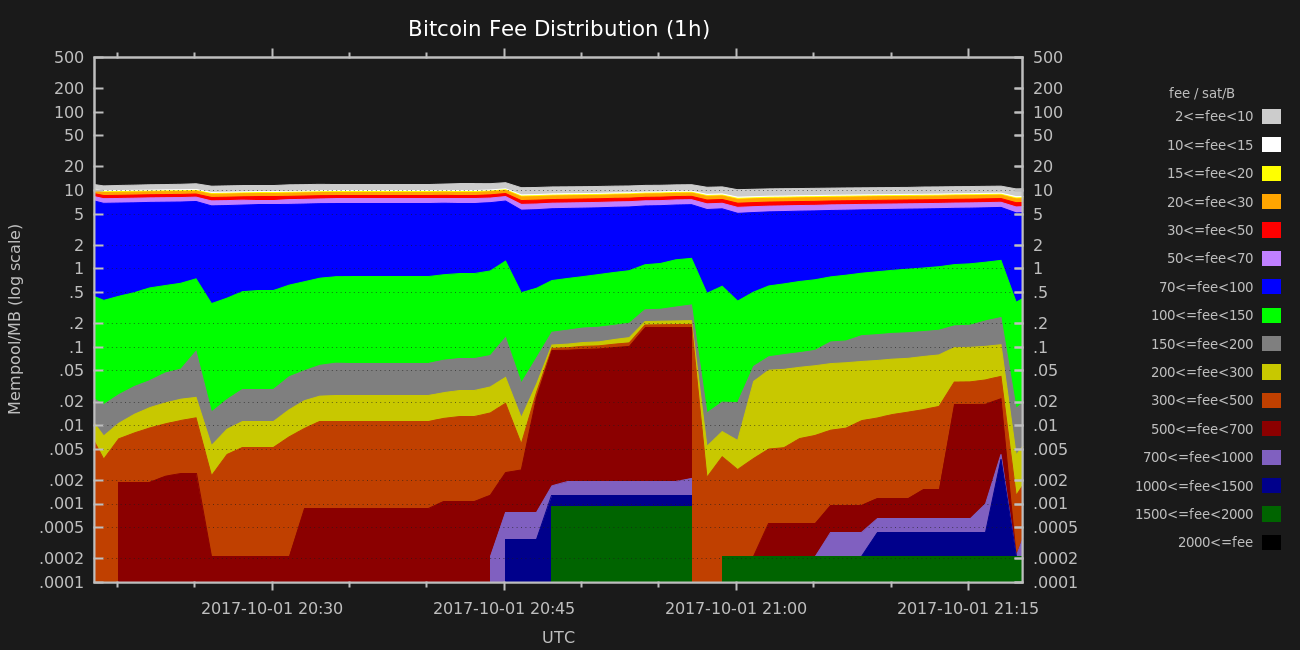 Bitcoin Fee Distribution (1h)
500 500
200 200
100 100
50 50
20 20
10 10
5 5
2 2
1 1
.5 .5
.2 .2
.1 .1
.05 .05
.02 .02
.01 .01
.005 .005
.002 .002
.001 .001
.0005 .0005
.0002 .0002
.0001 .0001
Mempool/MB (log scale)
2017-10-01 20:30 2017-10-01 20:45 2017-10-01 21:00 2017-10-01 21:15
UTC
fee / sat/B
2<=fee<10
10<=fee<15
15<=fee<20
20<=fee<30
30<=fee<50
50<=fee<70
70<=fee<100
100<=fee<150
150<=fee<200
200<=fee<300
300<=fee<500
500<=fee<700
700<=fee<1000
1000<=fee<1500
1500<=fee<2000
2000<=fee